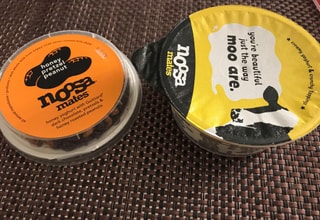 honey
pretzel
peanut
noosa
mates
honey yoghurt with
dark chocolate, pretzels &
honey roasted peanuts
you're beautiful
just the way
moo are.
noosa
mates